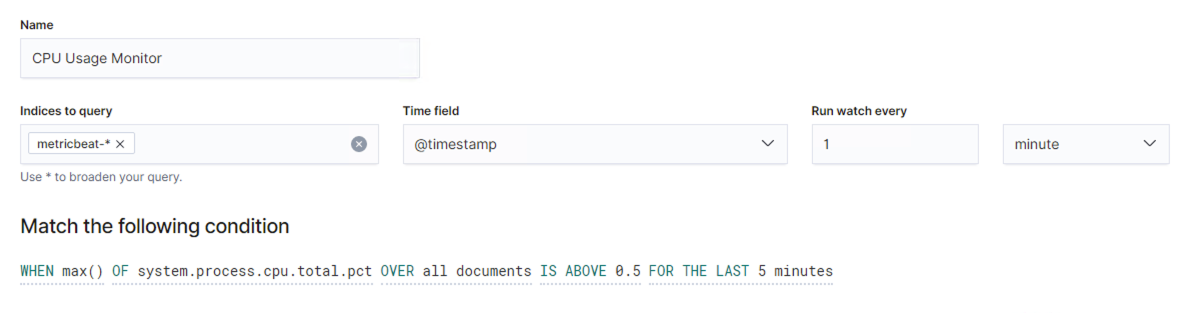 Name
CPU Usage Monitor
Indices to query Time field Run watch every
metricbeat-* @timestamp 1 minute
Use * to broaden your query.
Match the following condition
WHEN max() OF system.process.cpu.total.pct OVER all documents IS ABOVE 0.5 FOR THE LAST 5 minutes